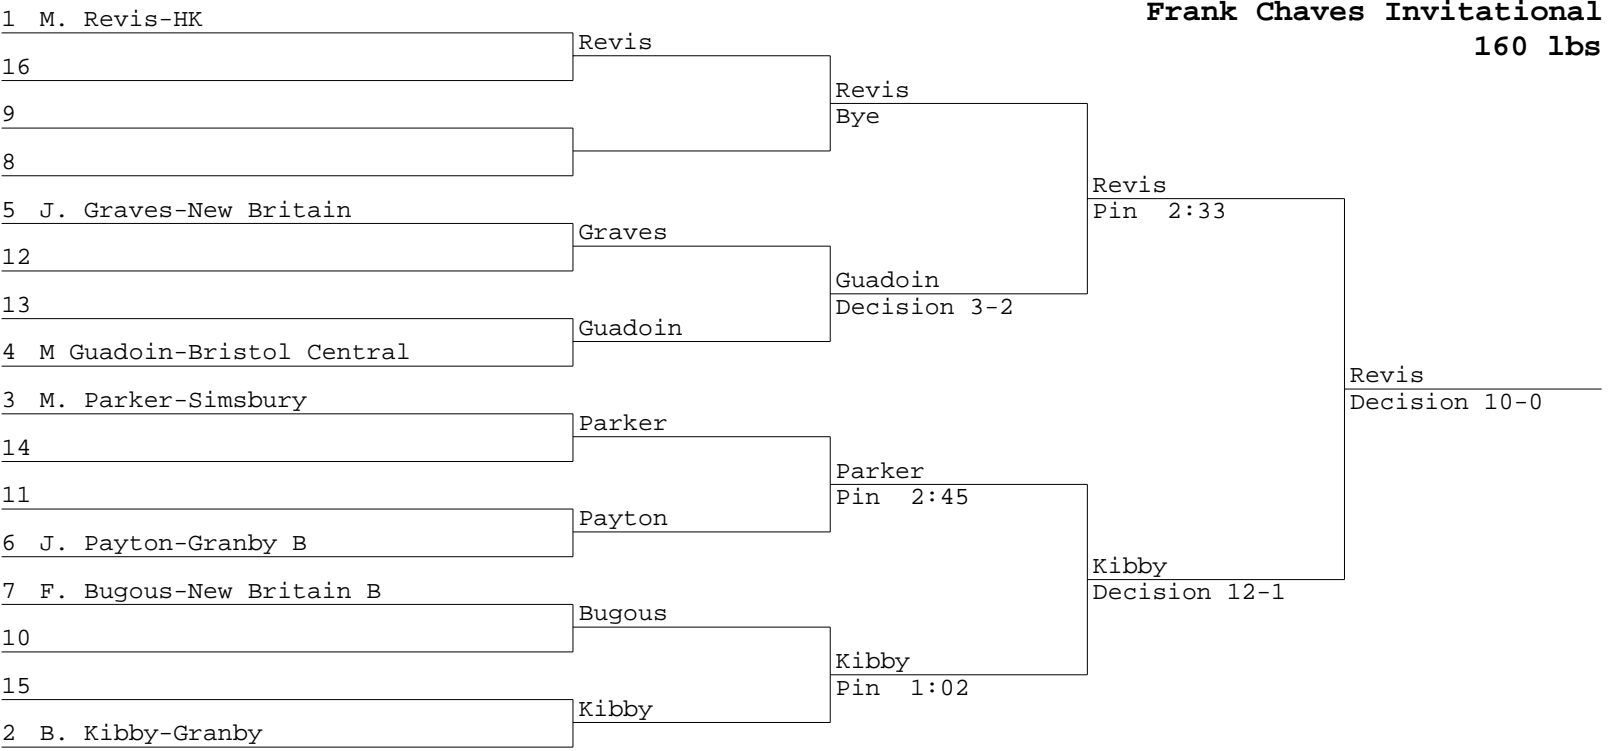 Frank Chaves Invitational
160 lbs
1 M. Revis-HK
16
9
8
5 J. Graves-New Britain
12
13
4 M Guadoin-Bristol Central
3 M. Parker-Simsbury
14
11
6 J. Payton-Granby B
7 F. Bugous-New Britain B
10
15
2 B. Kibby-Granby
Revis
Graves
Guadoin
Parker
Payton
Bugous
Kibby
Revis
Bye
Guadoin
Decision 3-2
Parker
Pin 2:45
Kibby
Pin 1:02
Revis
Pin 2:33
Kibby
Decision 12-1
Revis
Decision 10-0